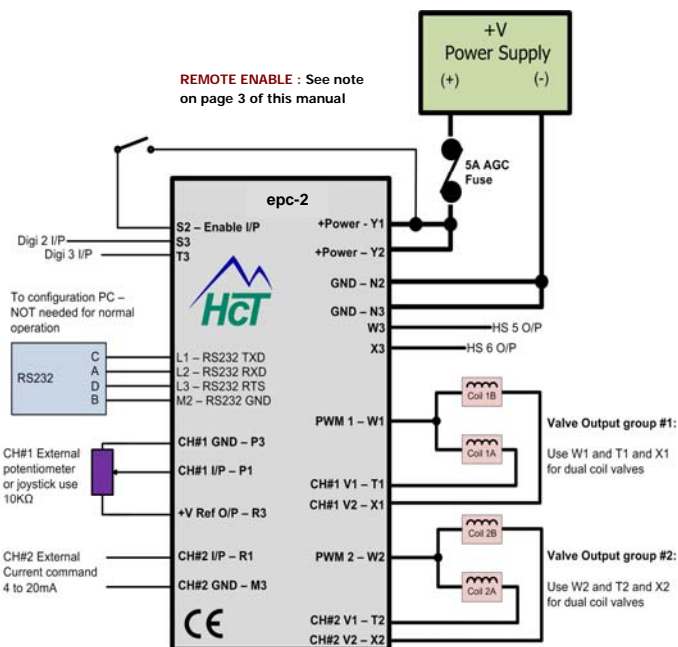 +V
Power Supply
(+) (-)
REMOTE ENABLE : See note
on page 3 of this manual
5A AGC
Fuse
epc-2
S2 – Enable I/P
S3
T3
Digi 2 I/P
Digi 3 I/P
+Power - Y1
+Power – Y2
GND – N2
GND – N3
W3
X3
HS 5 O/P
HS 6 O/P
HCT
To configuration PC –
NOT needed for normal
operation
RS232
C
A
D
B
L1 – RS232 TXD
L2 – RS232 RXD
L3 – RS232 RTS
M2 – RS232 GND
CH#1 External
potentiometer
or joystick use
10KΩ
CH#1 GND – P3
CH#1 I/P – P1
+V Ref O/P – R3
CH#2 External
Current command
4 to 20mA
CH#2 I/P – R1
CH#2 GND – M3
CE
PWM 1 – W1
CH#1 V1 – T1
CH#1 V2 – X1
Coil 1B
Coil 1A
Valve Output group #1:
Use W1 and T1 and X1
for dual coil valves
PWM 2 – W2
CH#2 V1 – T2
CH#2 V2 – X2
Coil 2B
Coil 2A
Valve Output group #2:
Use W2 and T2 and X2
for dual coil valves